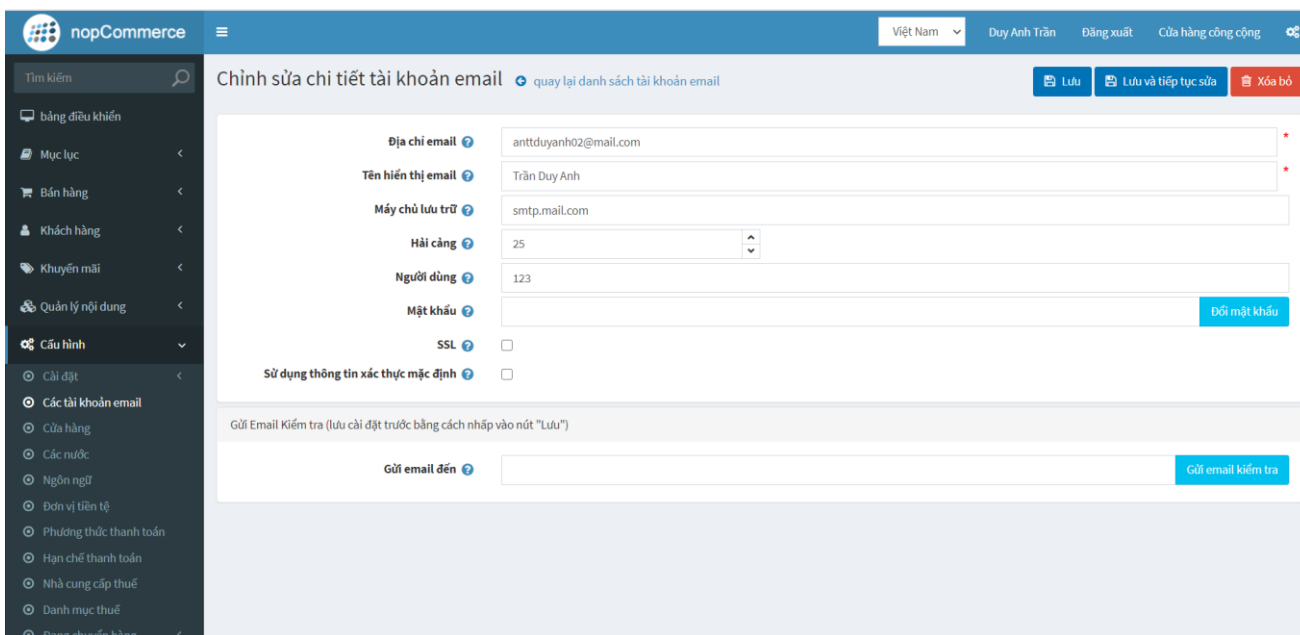 nopCommerce
Việt Nam
Duy Anh Trần
Đăng xuất
Cửa hàng công cộng
Tìm kiếm
Chỉnh sửa chi tiết tài khoản email
quay lại danh sách tài khoản email
Lưu
Lưu và tiếp tục sửa
Xóa bỏ
bảng điều khiển
Mục lục
Bán hàng
Khách hàng
Khuyến mãi
Quản lý nội dung
Cấu hình
Cài đặt
Các tài khoản email
Cửa hàng
Các nước
Ngôn ngữ
Đơn vị tiền tệ
Phương thức thanh toán
Hạn chế thanh toán
Nhà cung cấp thuế
Danh mục thuế
Đang chuyển hàng
Địa chỉ email
anttduyanh02@mail.com
*
Tên hiển thị email
Trần Duy Anh
*
Máy chủ lưu trữ
smtp.mail.com
Hải cảng
25
Người dùng
123
Mật khẩu
Đổi mật khẩu
SSL
Sử dụng thông tin xác thực mặc định
Gửi Email Kiểm tra (lưu cài đặt trước bằng cách nhấp vào nút "Lưu")
Gửi email đến
Gửi email kiểm tra